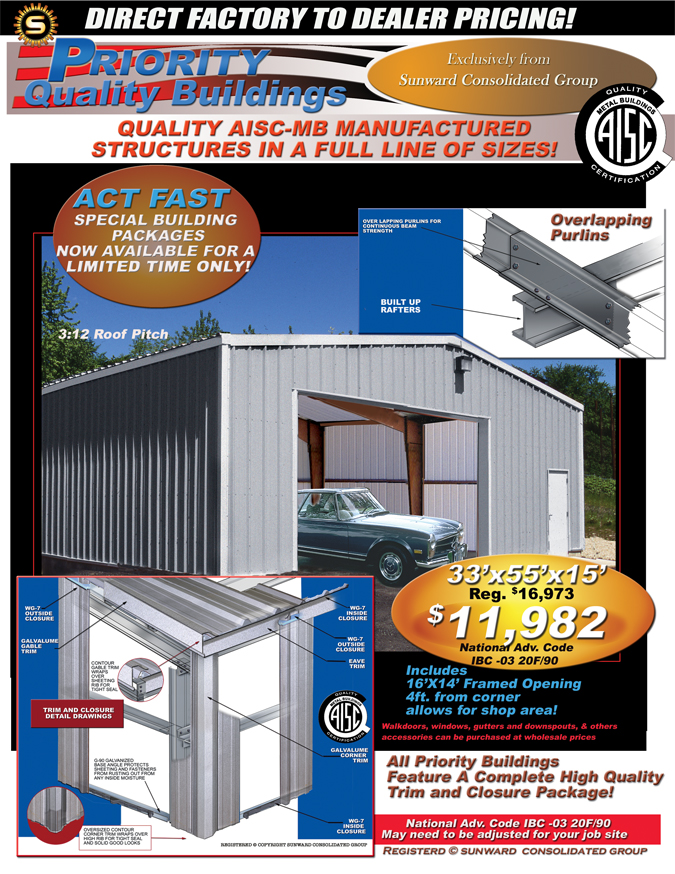 DIRECT FACTORY TO DEALER PRICING!
S
PRIORITY
Quality Buildings
Exclusively from
Sunward Consolidated Group
QUALITY AISC-MB MANUFACTURED
STRUCTURES IN A FULL LINE OF SIZES!
QUALITY
METAL BUILDINGS
AISC
CERTIFICATION
ACT FAST
SPECIAL BUILDING
PACKAGES
NOW AVAILABLE FOR A
LIMITED TIME ONLY!
OVER LAPPING PURLINS FOR
CONTINUOUS BEAM
STRENGTH
Overlapping
Purlins
BUILT UP
RAFTERS
3:12 Roof Pitch
33'x55'x15'
Reg. $16,973
$11,982
National Adv. Code
IBC -03 20F/90
Includes
16'X14' Framed Opening
4ft. from corner
allows for shop area!
Walkdoors, windows, gutters and downspouts, & others
accessories can be purchased at wholesale prices
WG-7
OUTSIDE
CLOSURE
GALVALUME
GABLE
TRIM
CONTOUR
GABLE TRIM
WRAPS
OVER
SHEETING
RIB FOR
TIGHT SEAL
TRIM AND CLOSURE
DETAIL DRAWINGS
G-90 GALVANIZED
BASE ANGLE PROTECTS
SHEETING AND FASTENERS
FROM RUSTING OUT FROM
ANY INSIDE MOISTURE
OVERSIZED CONTOUR
CORNER TRIM WRAPS OVER
HIGH RIB FOR TIGHT SEAL
AND SOLID GOOD LOOKS
WG-7
INSIDE
CLOSURE
WG-7
OUTSIDE
CLOSURE
EAVE
TRIM
QUALITY
METAL BUILDINGS
AISC
CERTIFICATION
GALVALUME
CORNER
TRIM
WG-7
INSIDE
CLOSURE
REGISTERD © COPYRIGHT SUNWARD CONSOLIDATED GROUP
All Priority Buildings
Feature A Complete High Quality
Trim and Closure Package!
National Adv. Code IBC -03 20F/90
May need to be adjusted for your job site
REGISTERD © SUNWARD CONSOLIDATED GROUP